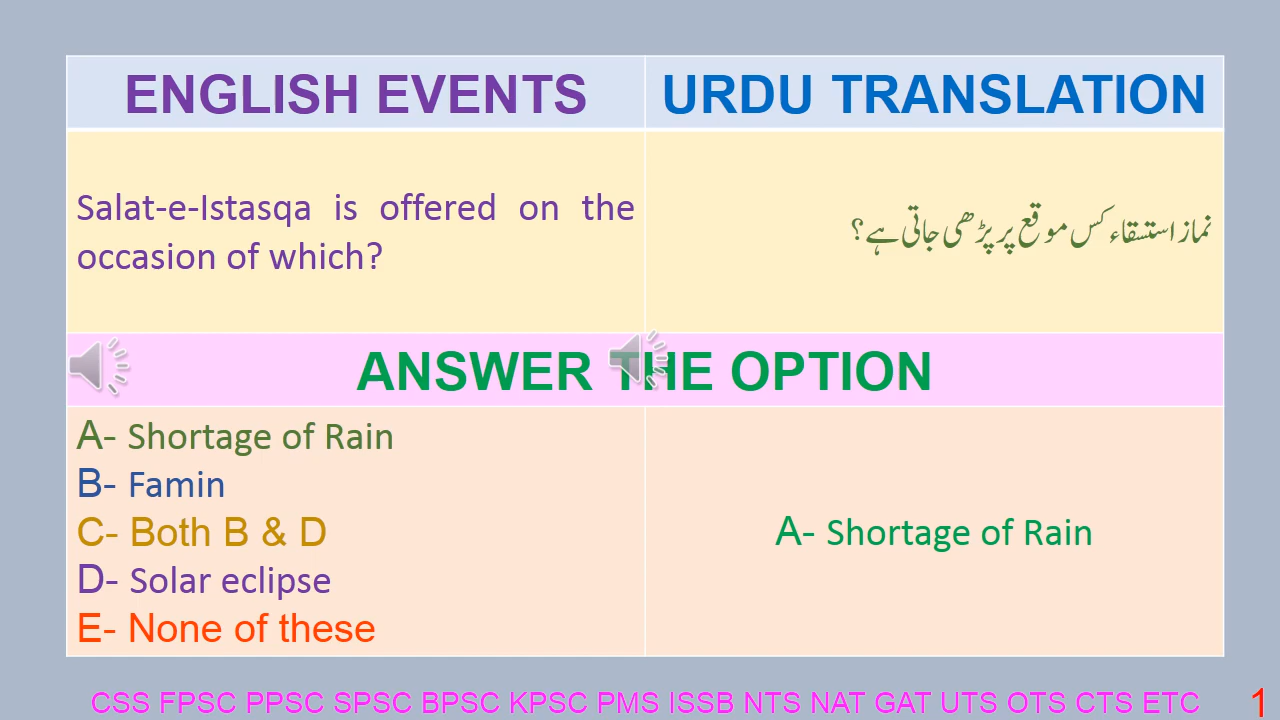 ENGLISH EVENTS
URDU TRANSLATION
Salat-e-Istasqa is offered on the
occasion of which?
نماز استسقاء کس موقع پر پڑھی جاتی ہے؟
ANSWER THE OPTION
A- Shortage of Rain
B- Famin
C- Both B & D
D- Solar eclipse
E- None of these
A- Shortage of Rain
CSS FPSC PPSC SPSC BPSC KPSC PMS ISSB NTS NAT GAT UTS OTS CTS ETC
1